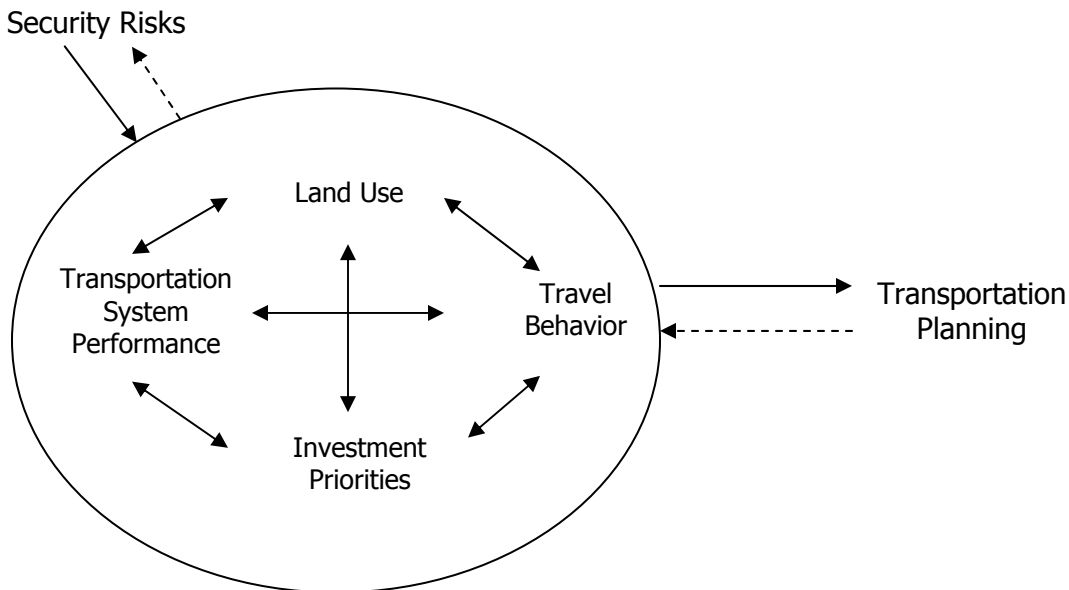 Security Risks
Land Use
Transportation
System
Performance
Travel
Behavior
Transportation
Planning
Investment
Priorities